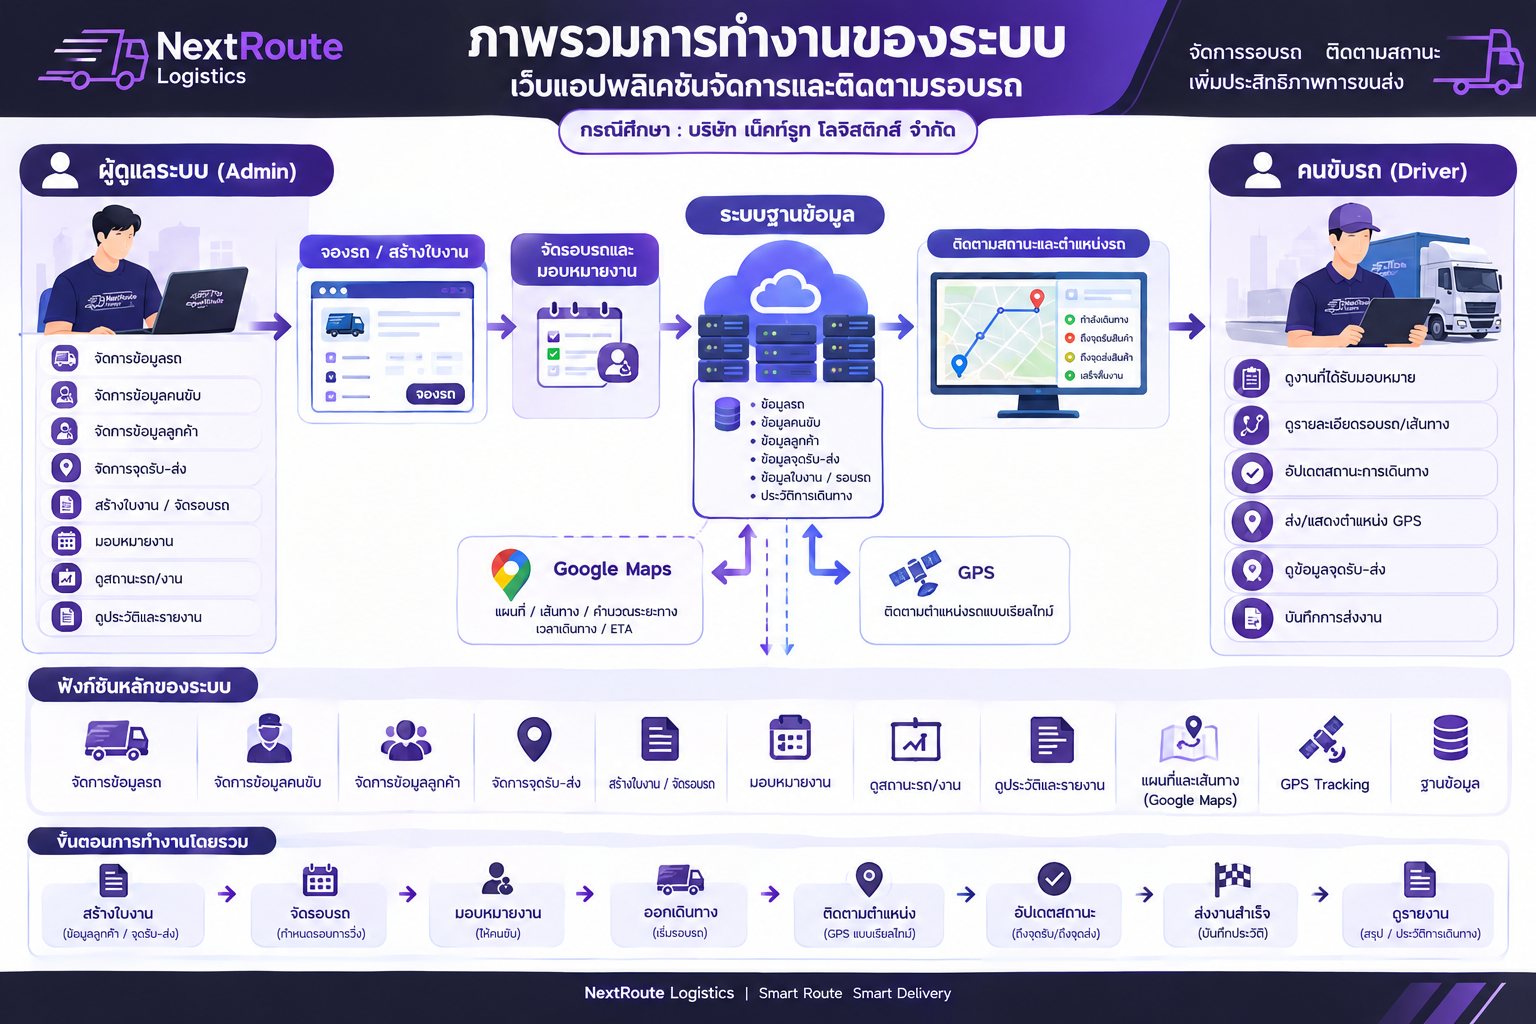 NextRoute
Logistics
ภาพรวมการทำงานของระบบ
เว็บแอปพลิเคชันจัดการและติดตามรอบรถ
กรณีศึกษา : บริษัท เน็คท์รูท โลจิสติกส์ จำกัด
จัดการรอบรถ ติดตามสถานะ
เพิ่มประสิทธิภาพการขนส่ง
ผู้ดูแลระบบ (Admin)
จัดการข้อมูลรถ
จัดการข้อมูลคนขับ
จัดการข้อมูลลูกค้า
จัดการจุดรับ-ส่ง
สร้างใบงาน / จัดรอบรถ
มอบหมายงาน
ดูสถานะรถ/งาน
ดูประวัติและรายงาน
จองรถ / สร้างใบงาน
จองรถ
จัดรอบรถและ
มอบหมายงาน
ระบบฐานข้อมูล
• ข้อมูลรถ
• ข้อมูลคนขับ
• ข้อมูลลูกค้า
• ข้อมูลจุดรับ-ส่ง
• ข้อมูลใบงาน / รอบรถ
• ประวัติการเดินทาง
ติดตามสถานะและตำแหน่งรถ
กำลังเดินทาง
ถึงจุดรับสินค้า
ถึงจุดส่งสินค้า
เสร็จสิ้นงาน
คนขับรถ (Driver)
ดูงานที่ได้รับมอบหมาย
ดูรายละเอียดรอบรถ/เส้นทาง
อัปเดตสถานะการเดินทาง
ส่ง/แสดงตำแหน่ง GPS
ดูข้อมูลจุดรับ-ส่ง
บันทึกการส่งงาน
Google Maps
แผนที่ / เส้นทาง / คำนวณระยะทาง
เวลาเดินทาง / ETA
GPS
ติดตามตำแหน่งรถแบบเรียลไทม์
ฟังก์ชันหลักของระบบ
จัดการข้อมูลรถ
จัดการข้อมูลคนขับ
จัดการข้อมูลลูกค้า
จัดการจุดรับ-ส่ง
สร้างใบงาน / จัดรอบรถ
มอบหมายงาน
ดูสถานะรถ/งาน
ดูประวัติและรายงาน
แผนที่และเส้นทาง
(Google Maps)
GPS Tracking
ฐานข้อมูล
ขั้นตอนการทำงานโดยรวม
สร้างใบงาน
(ข้อมูลลูกค้า / จุดรับ-ส่ง)
จัดรอบรถ
(กำหนดรอบการวิ่ง)
มอบหมายงาน
(ให้คนขับ)
ออกเดินทาง
(เริ่มรอบรถ)
ติดตามตำแหน่ง
(GPS แบบเรียลไทม์)
อัปเดตสถานะ
(ถึงจุดรับ/ถึงจุดส่ง)
ส่งงานสำเร็จ
(บันทึกประวัติ)
ดูรายงาน
(สรุป / ประวัติการเดินทาง)
NextRoute Logistics | Smart Route Smart Delivery